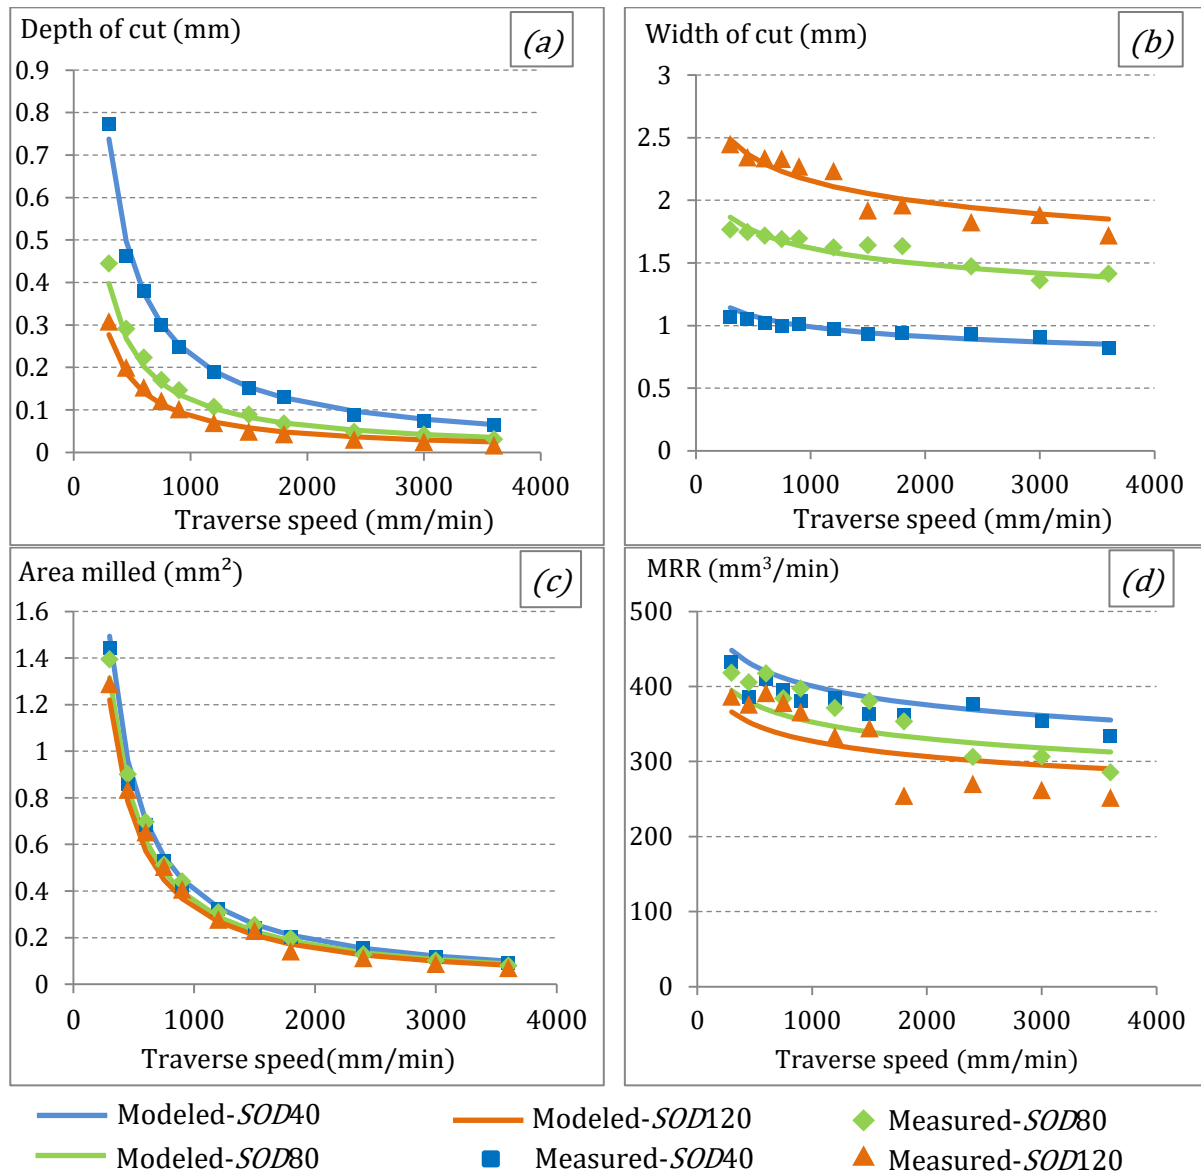 Depth of cut (mm)
(a)
0.9
0.8
0.7
0.6
0.5
0.4
0.3
0.2
0.1
0
0 1000 2000 3000 4000
Traverse speed (mm/min)
Width of cut (mm)
(b)
3
2.5
2
1.5
1
0.5
0
0 1000 2000 3000 4000
Traverse speed (mm/min)
Area milled (mm²)
(c)
1.6
1.4
1.2
1
0.8
0.6
0.4
0.2
0
0 1000 2000 3000 4000
Traverse speed(mm/min)
MRR (mm³/min)
(d)
500
400
300
200
100
0
0 1000 2000 3000 4000
Traverse speed (mm/min)
Modeled-SOD40 Modeled-SOD120 Measured-SOD80
Modeled-SOD80 Measured-SOD40 Measured-SOD120